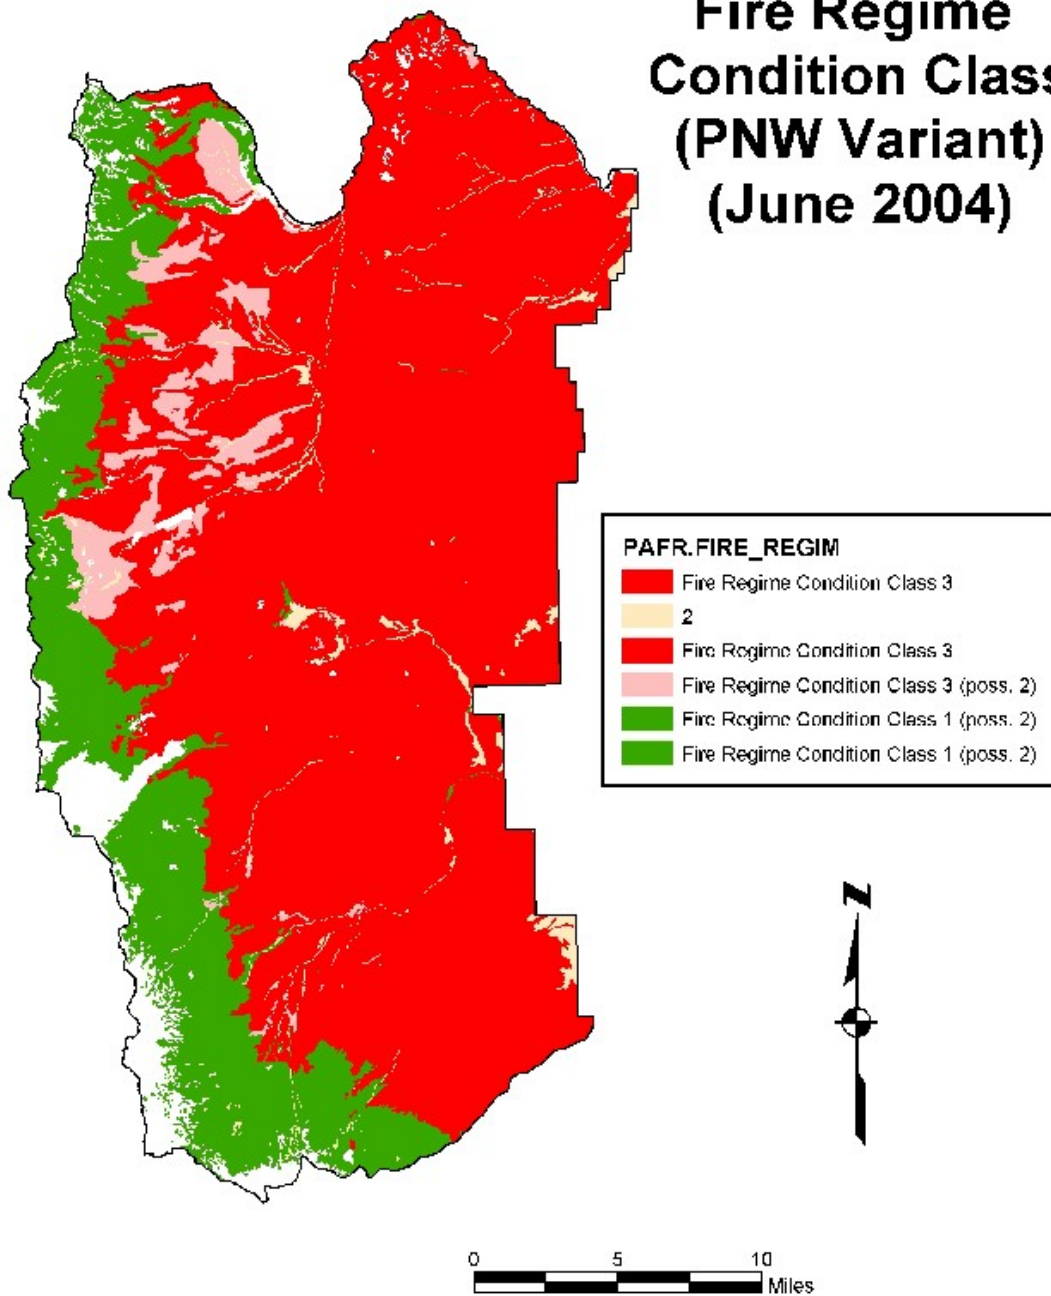 Fire Regime
Condition Class
(PNW Variant)
(June 2004)
PAFR.FIRE_REGIM
Fire Regime Condition Class 3
2
Fire Regime Condition Class 3
Fire Regime Condition Class 3 (poss. 2)
Fire Regime Condition Class 1 (poss. 2)
Fire Regime Condition Class 1 (poss. 2)
N
0 5 10
Miles